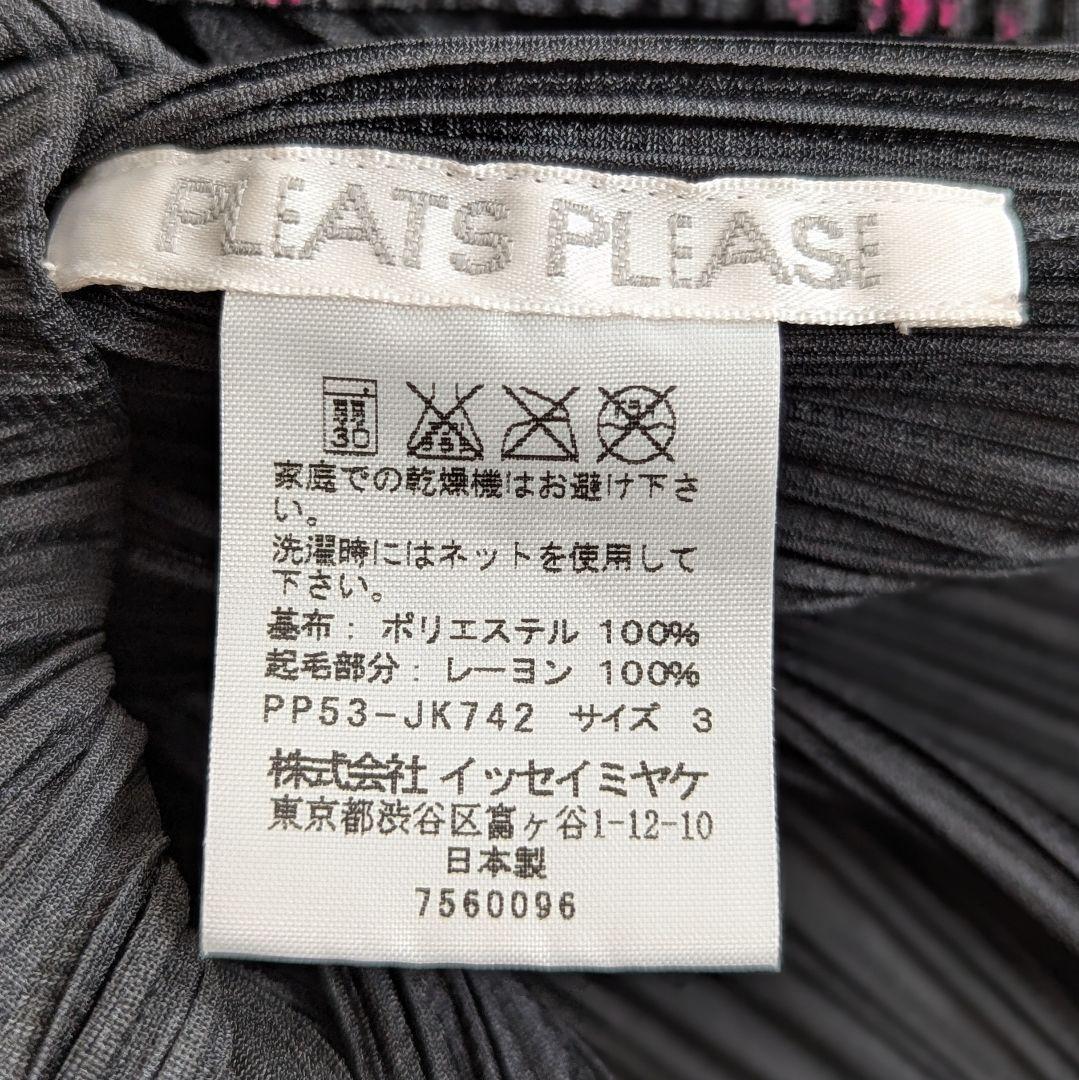 PLEATS PLEASE
弱
30
家庭での乾燥機はお避け下さ
い。
洗濯時にはネットを使用して
下さい。
基布： ポリエステル 100%
起毛部分： レーヨン 100%
PP53-JK742 サイズ 3
株式会社 イッセイミヤケ
東京都渋谷区富ヶ谷1-12-10
日本製
7560096